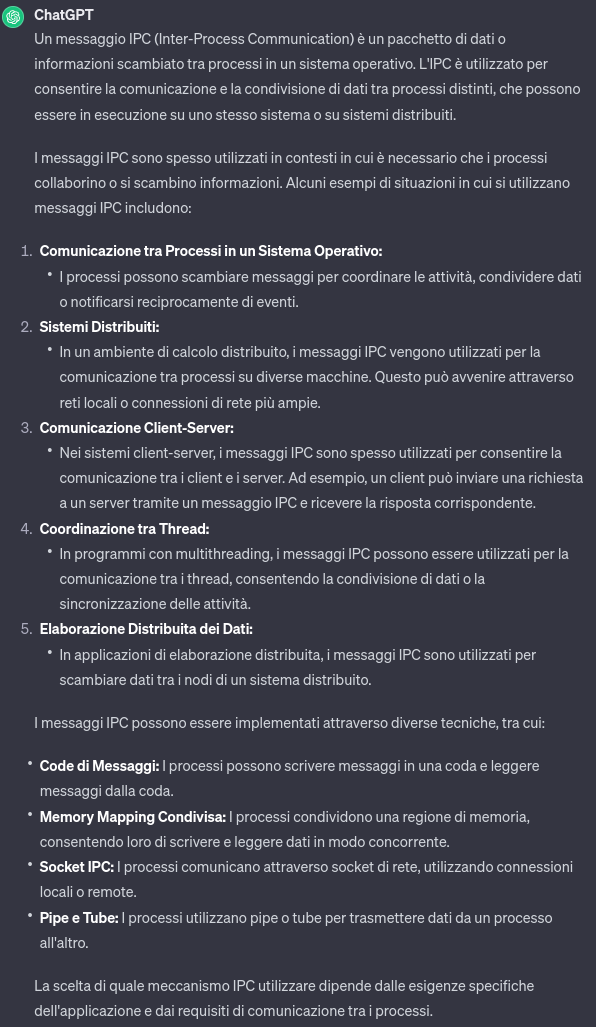 ChatGPT
Un messaggio IPC (Inter-Process Communication) è un pacchetto di dati o
informazioni scambiato tra processi in un sistema operativo. L'IPC è utilizzato per
consentire la comunicazione e la condivisione di dati tra processi distinti, che possono
essere in esecuzione su uno stesso sistema o su sistemi distribuiti.
I messaggi IPC sono spesso utilizzati in contesti in cui è necessario che i processi
collaborino o si scambino informazioni. Alcuni esempi di situazioni in cui si utilizzano
messaggi IPC includono:
1. Comunicazione tra Processi in un Sistema Operativo:
• I processi possono scambiare messaggi per coordinare le attività, condividere dati
o notificarsi reciprocamente di eventi.
2. Sistemi Distribuiti:
• In un ambiente di calcolo distribuito, i messaggi IPC vengono utilizzati per la
comunicazione tra processi su diverse macchine. Questo può avvenire attraverso
reti locali o connessioni di rete più ampie.
3. Comunicazione Client-Server:
• Nei sistemi client-server, i messaggi IPC sono spesso utilizzati per consentire la
comunicazione tra i client e i server. Ad esempio, un client può inviare una richiesta
a un server tramite un messaggio IPC e ricevere la risposta corrispondente.
4. Coordinazione tra Thread:
• In programmi con multithreading, i messaggi IPC possono essere utilizzati per la
comunicazione tra i thread, consentendo la condivisione di dati o la
sincronizzazione delle attività.
5. Elaborazione Distribuita dei Dati:
• In applicazioni di elaborazione distribuita, i messaggi IPC sono utilizzati per
scambiare dati tra i nodi di un sistema distribuito.
I messaggi IPC possono essere implementati attraverso diverse tecniche, tra cui:
• Code di Messaggi: I processi possono scrivere messaggi in una coda e leggere
messaggi dalla coda.
• Memory Mapping Condivisa: I processi condividono una regione di memoria,
consentendo loro di scrivere e leggere dati in modo concorrente.
• Socket IPC: I processi comunicano attraverso socket di rete, utilizzando connessioni
locali o remote.
• Pipe e Tube: I processi utilizzano pipe o tube per trasmettere dati da un processo
all'altro.
La scelta di quale meccanismo IPC utilizzare dipende dalle esigenze specifiche
dell'applicazione e dai requisiti di comunicazione tra i processi.